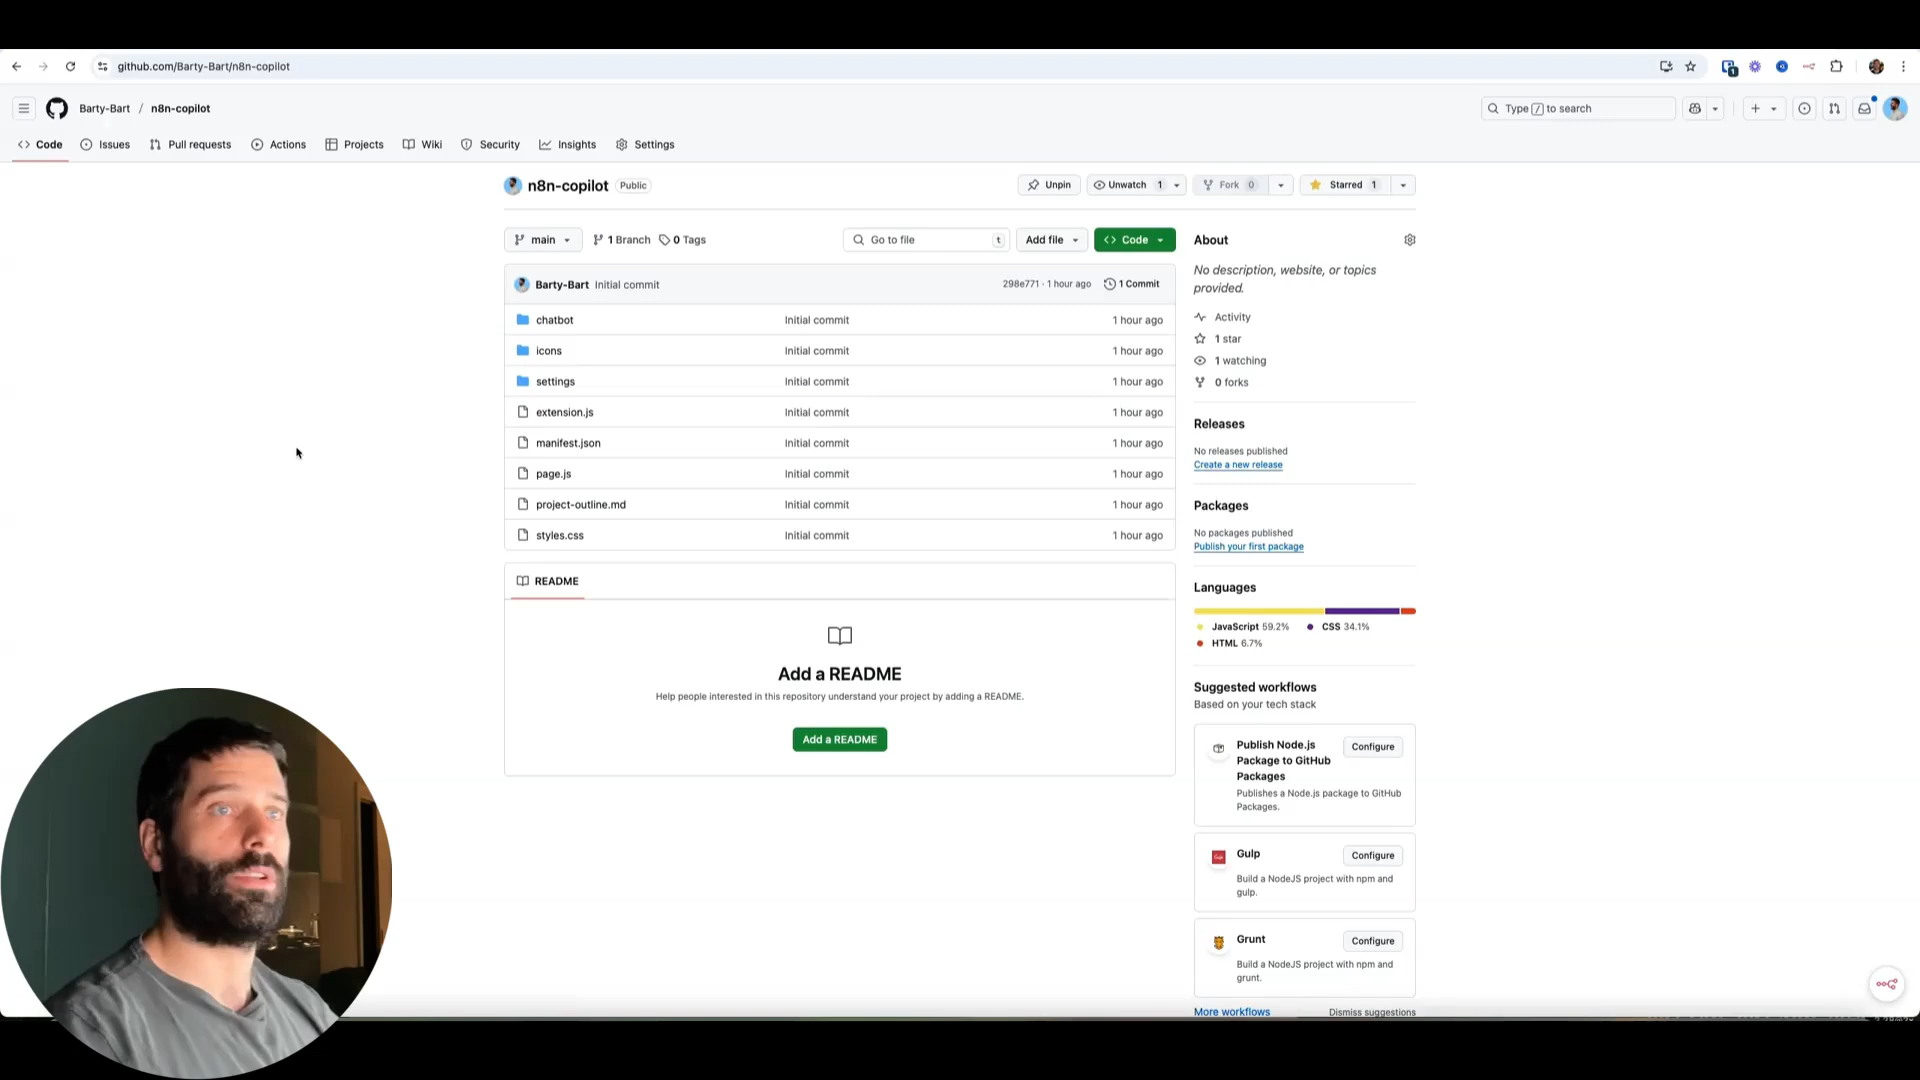 github.com/Barty-Bart/n8n-copilot
1
Barty-Bart / n8n-copilot
Type / to search
Code Issues Pull requests Actions Projects Wiki Security Insights Settings
n8n-copilot Public
Unpin Unwatch 1 Fork 0 Starred 1
main 1 Branch 0 Tags Go to file t Add file Code
Barty-Bart Initial commit 298e771 · 1 hour ago 1 Commit
chatbot Initial commit 1 hour ago
icons Initial commit 1 hour ago
settings Initial commit 1 hour ago
extension.js Initial commit 1 hour ago
manifest.json Initial commit 1 hour ago
page.js Initial commit 1 hour ago
project-outline.md Initial commit 1 hour ago
styles.css Initial commit 1 hour ago
README
Add a README
Help people interested in this repository understand your project by adding a README.
Add a README
About
No description, website, or topics
provided.
Activity
1 star
1 watching
0 forks
Releases
No releases published
Create a new release
Packages
No packages published
Publish your first package
Languages
JavaScript 59.2% CSS 34.1%
HTML 6.7%
Suggested workflows
Based on your tech stack
Publish Node.js
Package to GitHub
Packages
Configure
Publishes a Node.js package to GitHub
Packages.
Gulp
Configure
Build a NodeJS project with npm and
gulp.
Grunt
Configure
Build a NodeJS project with npm and
grunt.
More workflows Dismiss suggestions